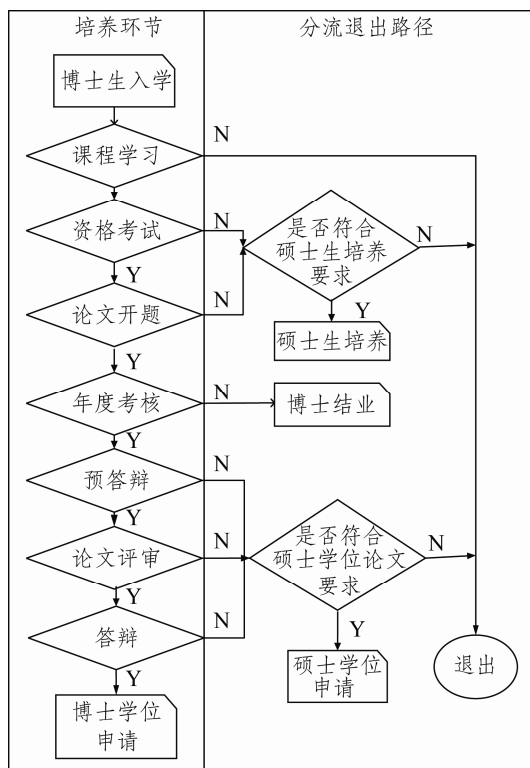 培养环节
分流退出路径
博士生入学
课程学习
N
资格考试
N
是否符合
硕士生培养
要求
N
Y
论文开题
N
Y
硕士生培养
Y
年度考核
N
博士结业
Y
预答辩
N
Y
论文评审
N
是否符合
硕士学位论文
要求
N
Y
答辩
N
Y
硕士学位
申请
退出
Y
博士学位
申请